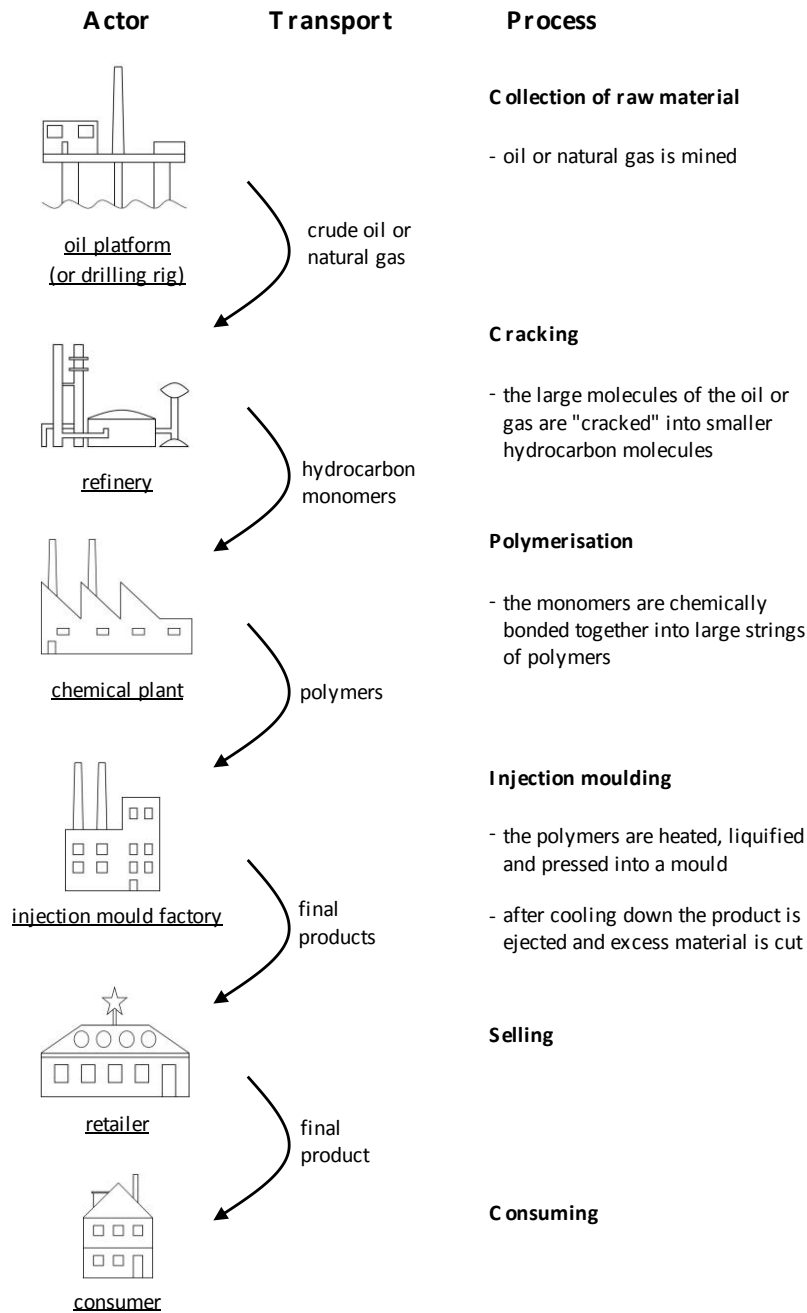 Actor Transport Process
Collection of raw material
- oil or natural gas is mined
oil platform
(or drilling rig)
crude oil or
natural gas
Cracking
- the large molecules of the oil or
gas are "cracked" into smaller
hydrocarbon molecules
refinery
hydrocarbon
monomers
Polymerisation
- the monomers are chemically
bonded together into large strings
of polymers
chemical plant
polymers
Injection moulding
- the polymers are heated, liquified
and pressed into a mould
- after cooling down the product is
ejected and excess material is cut
injection mould factory
final
products
Selling
retailer
final
product
Consuming
consumer